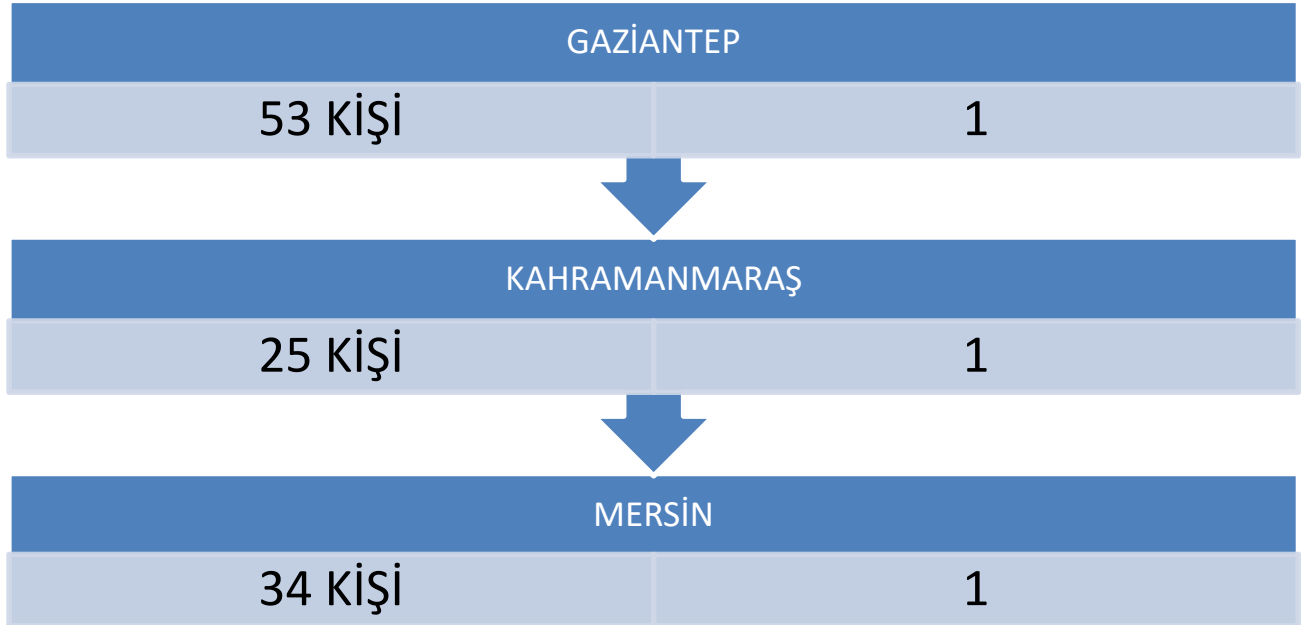 GAZİANTEP
53 KİŞİ 1
KAHRAMANMARAŞ
25 KİŞİ 1
MERSİN
34 KİŞİ 1